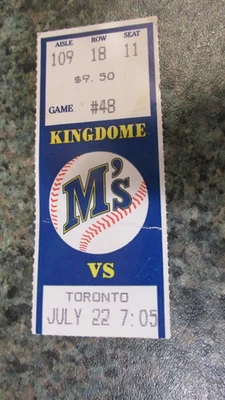 AISLE ROW SEAT
109 18 11
$9.50
GAME #48
KINGDOME
M's
VS
TORONTO
JULY 22 7:05